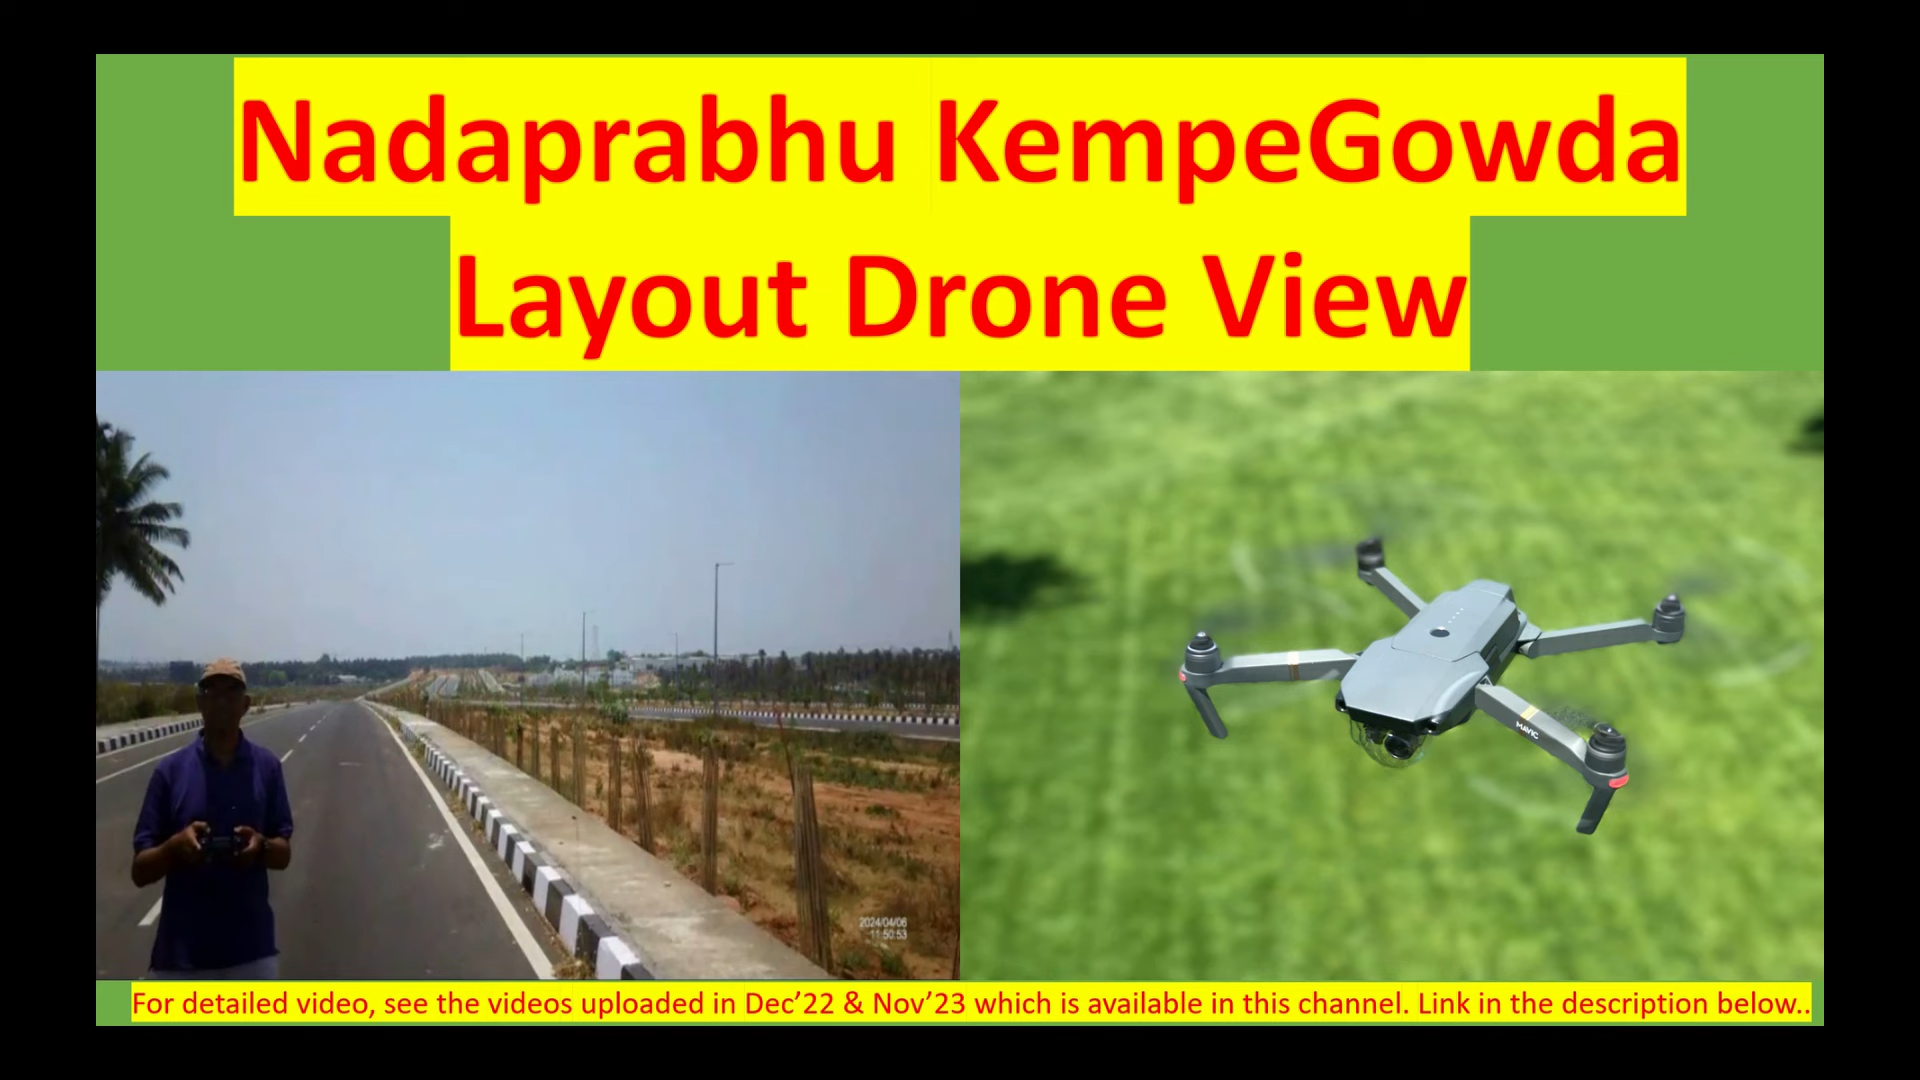 Nadaprabhu KempeGowda
Layout Drone View
MAVIC
2024/04/06
11:50:53
For detailed video, see the videos uploaded in Dec’22 & Nov’23 which is available in this channel. Link in the description below..